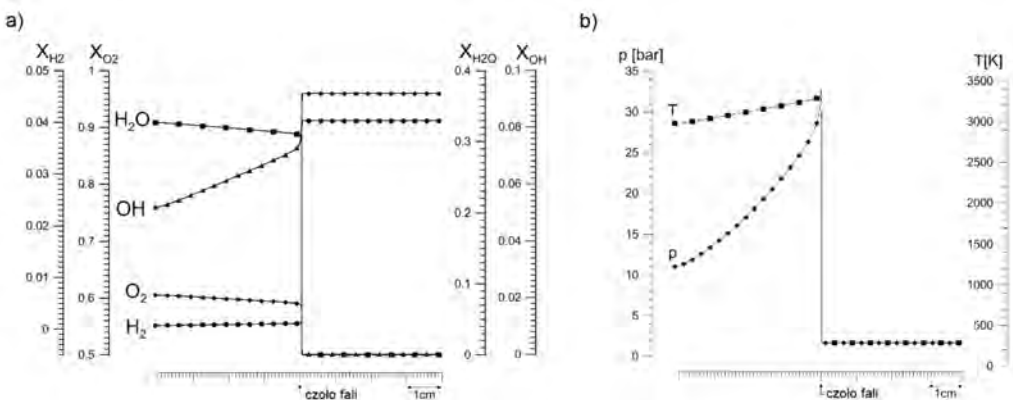 a)
X_H2
X_O2
X_H2O
X_OH
0.05
0.04
0.03
0.02
0.01
0
1
0.9
0.8
0.7
0.6
0.5
H₂O
OH
O₂
H₂
0.4
0.3
0.2
0.1
0
0.1
0.08
0.06
0.04
0.02
0
czoło fali
1cm
b)
p [bar]
T[K]
35
30
25
20
15
10
5
0
T
p
3500
3000
2500
2000
1500
1000
500
0
czoło fali
1cm